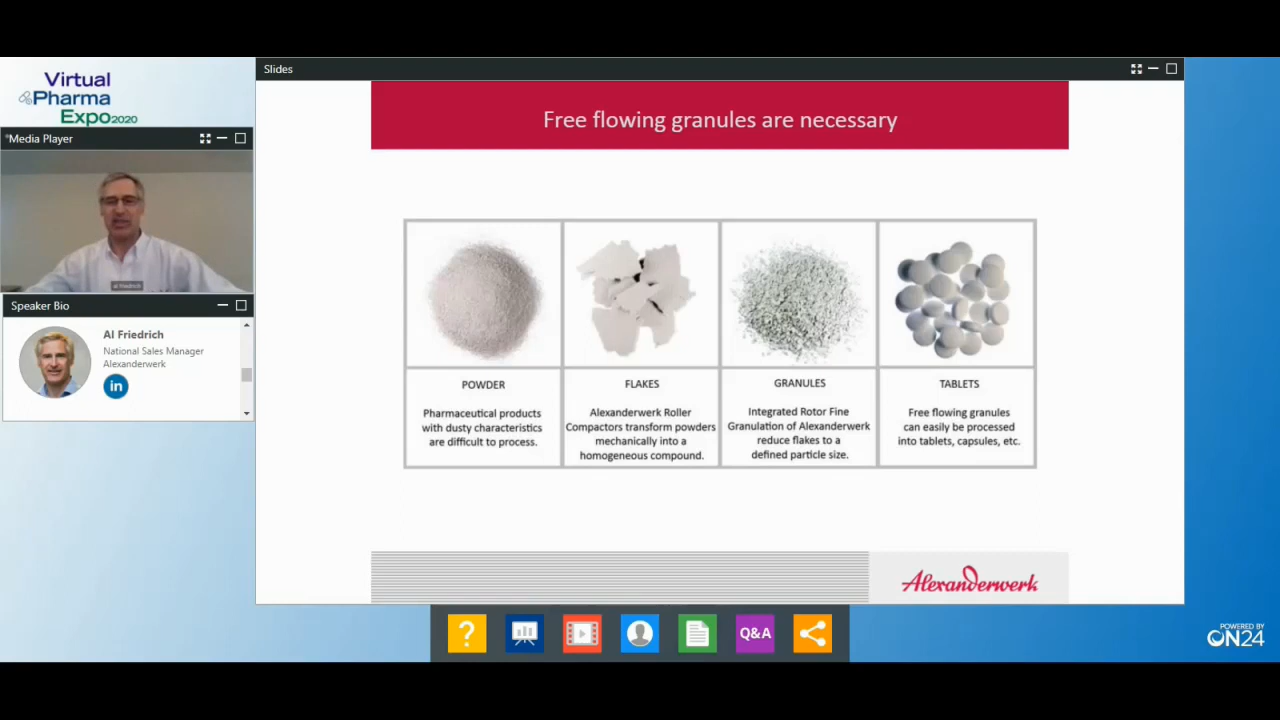 Virtual
Pharma
Expo2020
*Media Player
al friedrich
Speaker Bio
Al Friedrich
National Sales Manager
Alexanderwerk
in
Slides
Free flowing granules are necessary
POWDER
Pharmaceutical products
with dusty characteristics
are difficult to process.
FLAKES
Alexanderwerk Roller
Compactors transform powders
mechanically into a
homogeneous compound.
GRANULES
Integrated Rotor Fine
Granulation of Alexanderwerk
reduce flakes to a
defined particle size.
TABLETS
Free flowing granules
can easily be processed
into tablets, capsules, etc.
Alexanderwerk
?
Q&A
POWERED BY
ON24